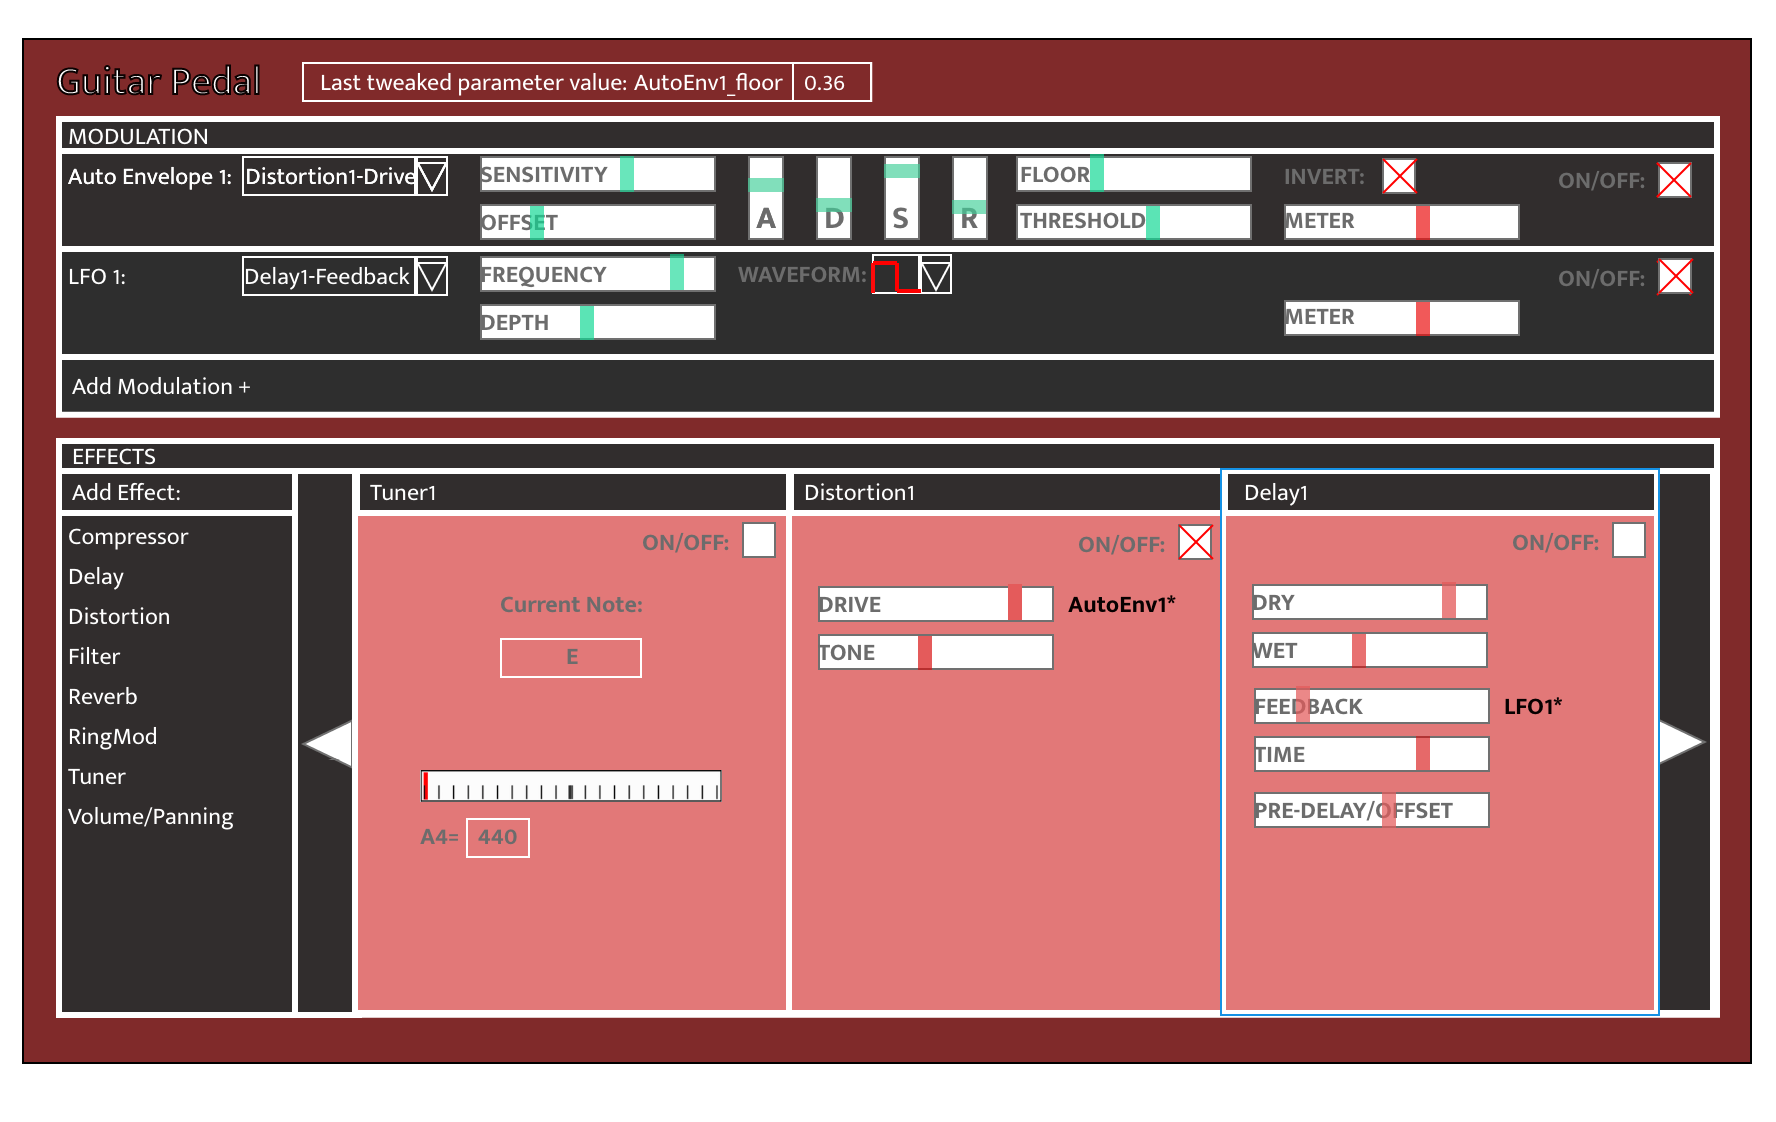 Guitar Pedal
Last tweaked parameter value: AutoEnv1_floor
0.36
MODULATION
Auto Envelope 1:
Distortion1-Drive
SENSITIVITY
OFFSET
A
D
S
R
FLOOR
THRESHOLD
INVERT:
METER
ON/OFF:
LFO 1:
Delay1-Feedback
FREQUENCY
DEPTH
WAVEFORM:
METER
ON/OFF:
Add Modulation +
EFFECTS
Add Effect:
Compressor
Delay
Distortion
Filter
Reverb
RingMod
Tuner
Volume/Panning
Tuner1
ON/OFF:
Current Note:
E
A4=
440
Distortion1
ON/OFF:
DRIVE
AutoEnv1*
TONE
Delay1
ON/OFF:
DRY
WET
FEEDBACK
LFO1*
TIME
PRE-DELAY/OFFSET